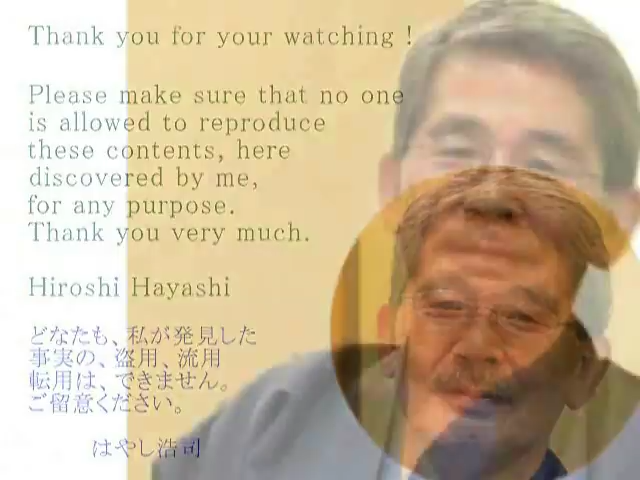 Thank you for your watching !
Please make sure that no one
is allowed to reproduce
these contents, here
discovered by me,
for any purpose.
Thank you very much.
Hiroshi Hayashi
どなたも、私が発見した
事実の、盗用、流用
転用は、できません。
ご留意ください。
はやし浩司